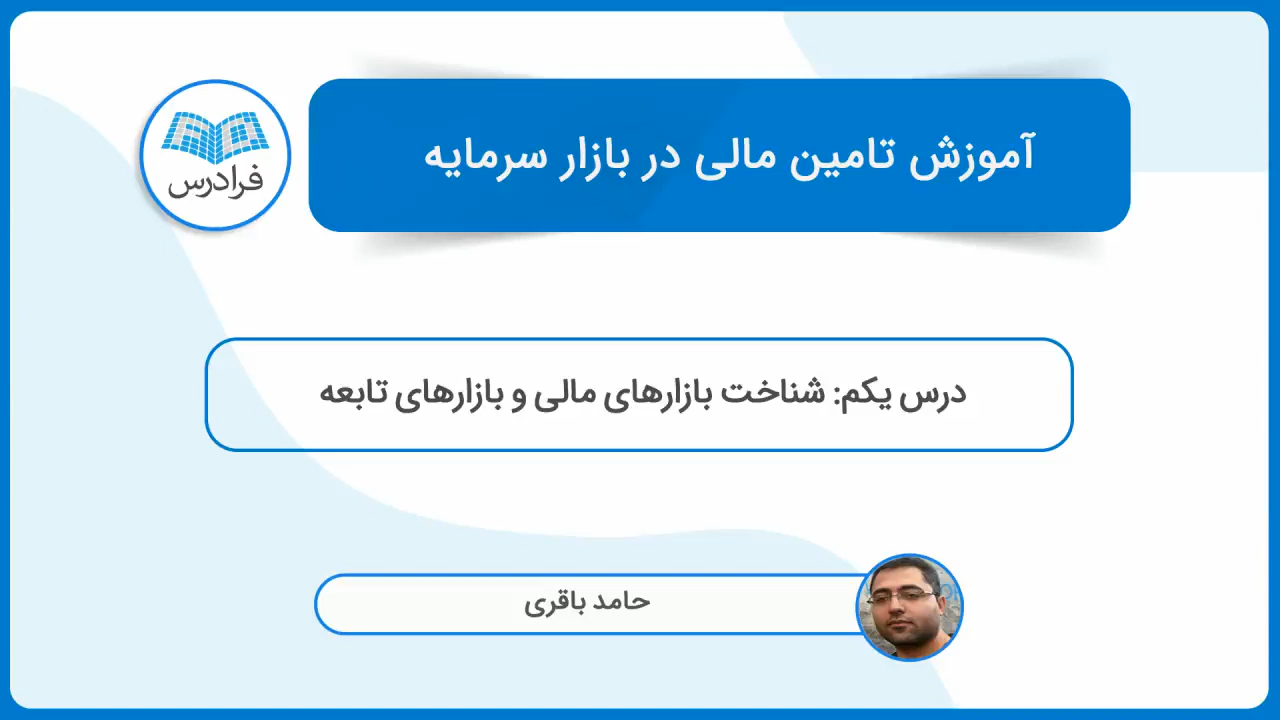 آموزش تامین مالی در بازار سرمایه
فرادرس
درس یکم: شناخت بازارهای مالی و بازارهای تابعه
حامد باقری